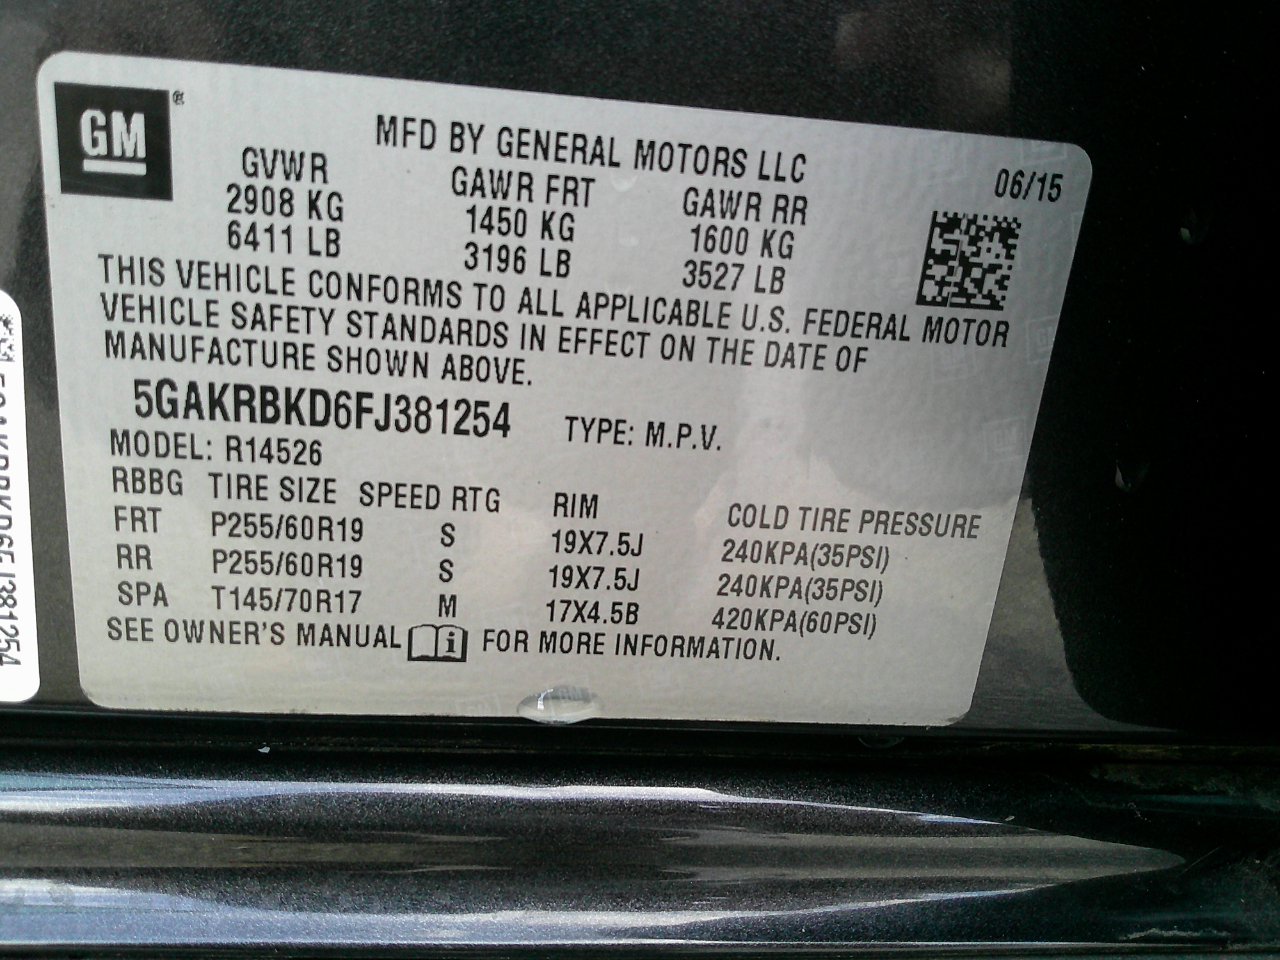 GM ®
MFD BY GENERAL MOTORS LLC
06/15
GVWR GAWR FRT GAWR RR
2908 KG 1450 KG 1600 KG
6411 LB 3196 LB 3527 LB
THIS VEHICLE CONFORMS TO ALL APPLICABLE U.S. FEDERAL MOTOR
VEHICLE SAFETY STANDARDS IN EFFECT ON THE DATE OF
MANUFACTURE SHOWN ABOVE.
5GAKRBKD6FJ381254 TYPE: M.P.V.
MODEL: R14526
RBBG TIRE SIZE SPEED RTG RIM COLD TIRE PRESSURE
FRT P255/60R19 S 19X7.5J 240KPA(35PSI)
RR P255/60R19 S 19X7.5J 240KPA(35PSI)
SPA T145/70R17 M 17X4.5B 420KPA(60PSI)
SEE OWNER'S MANUAL i FOR MORE INFORMATION.
5GAKRBKD6FJ381254